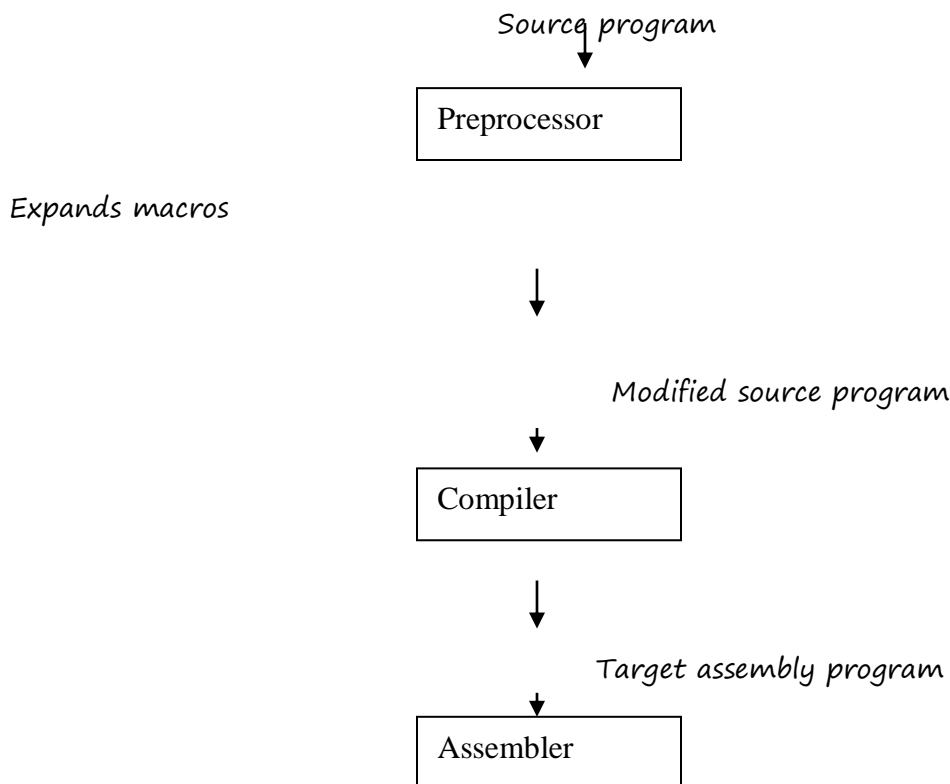 Source program
Preprocessor
Expands macros
Modified source program
Compiler
Target assembly program
Assembler